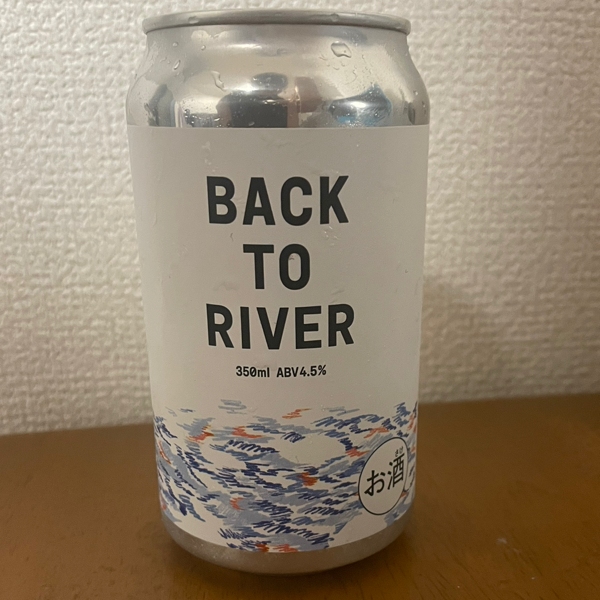 BACK
TO
RIVER
350ml ABV4.5%
お酒